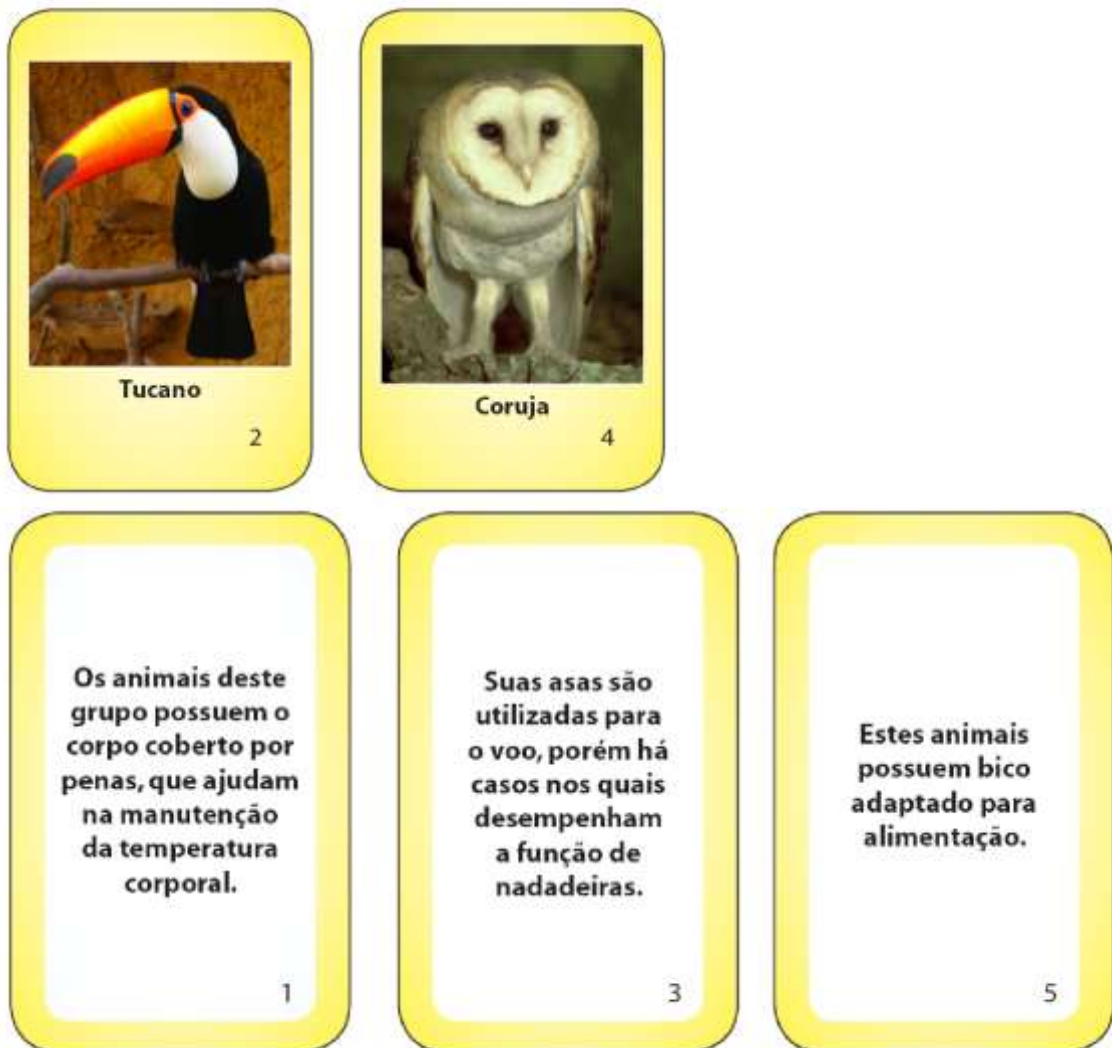 Tucano
2
Coruja
4
Os animais deste
grupo possuem o
corpo coberto por
penas, que ajudam
na manutenção
da temperatura
corporal.
1
Suas asas são
utilizadas para
o voo, porém há
casos nos quais
desempenham
a função de
nadadeiras.
3
Estes animais
possuem bico
adaptado para
alimentação.
5